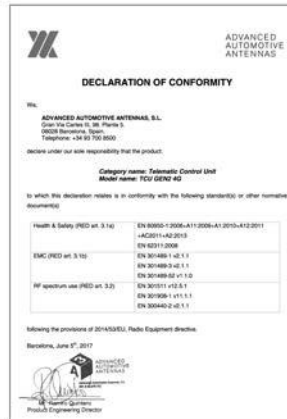 ADVANCED
AUTOMOTIVE
ANTENNAS
DECLARATION OF CONFORMITY
We,
ADVANCED AUTOMOTIVE ANTENNAS, S.L.
Gran Via Carles III, 98, Planta 5.
08028 Barcelona, Spain.
Telephone: +34 93 700 8500
declare under our sole responsibility that the product:
Category name: Telematic Control Unit
Model name: TCU GEN2 4G
to which this declaration relates is in conformity with the following standard(s) or other normative
document(s)
Health & Safety (RED art. 3.1a) EN 60950-1:2006+A11:2009+A1:2010+A12:2011
+AC2011+A2:2013
EN 62311:2008
EMC (RED art. 3.1b) EN 301489-1 v2.1.1
EN 301489-3 v2.1.1
EN 301489-52 v1.1.0
RF spectrum use (RED art. 3.2) EN 301511 v12.5.1
EN 301908-1 v11.1.1
EN 300440-2 v2.1.1
following the provisions of 2014/53/EU, Radio Equipment directive.
Barcelona, June 5th, 2017
ADVANCED
AUTOMOTIVE
ANTENNAS
Mr. Ramiro Quintero
Product Engineering Director